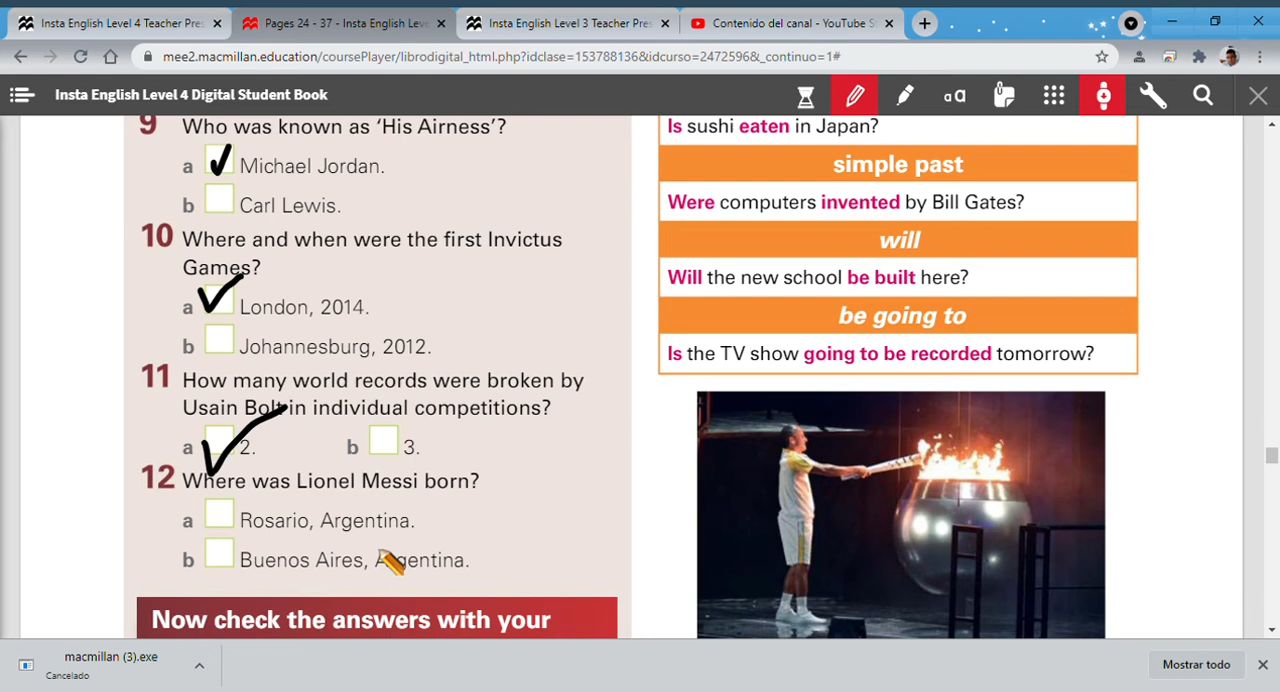 Insta English Level 4 Teacher Pres
Pages 24 - 37 - Insta English Leve
Insta English Level 3 Teacher Pres
Contenido del canal - YouTube S
mee2.macmillan.education/coursePlayer/librodigital_html.php?idclase=153788136&idcurso=2472596&_continuo=1#
Insta English Level 4 Digital Student Book
aa
9 Who was known as ‘His Airness’?
a Michael Jordan.
b Carl Lewis.
10 Where and when were the first Invictus
Games?
a London, 2014.
b Johannesburg, 2012.
11 How many world records were broken by
Usain Bolt in individual competitions?
a 2. b 3.
12 Where was Lionel Messi born?
a Rosario, Argentina.
b Buenos Aires, Argentina.
Now check the answers with your
Is sushi eaten in Japan?
simple past
Were computers invented by Bill Gates?
will
Will the new school be built here?
be going to
Is the TV show going to be recorded tomorrow?
macmillan (3).exe
Cancelado
Mostrar todo